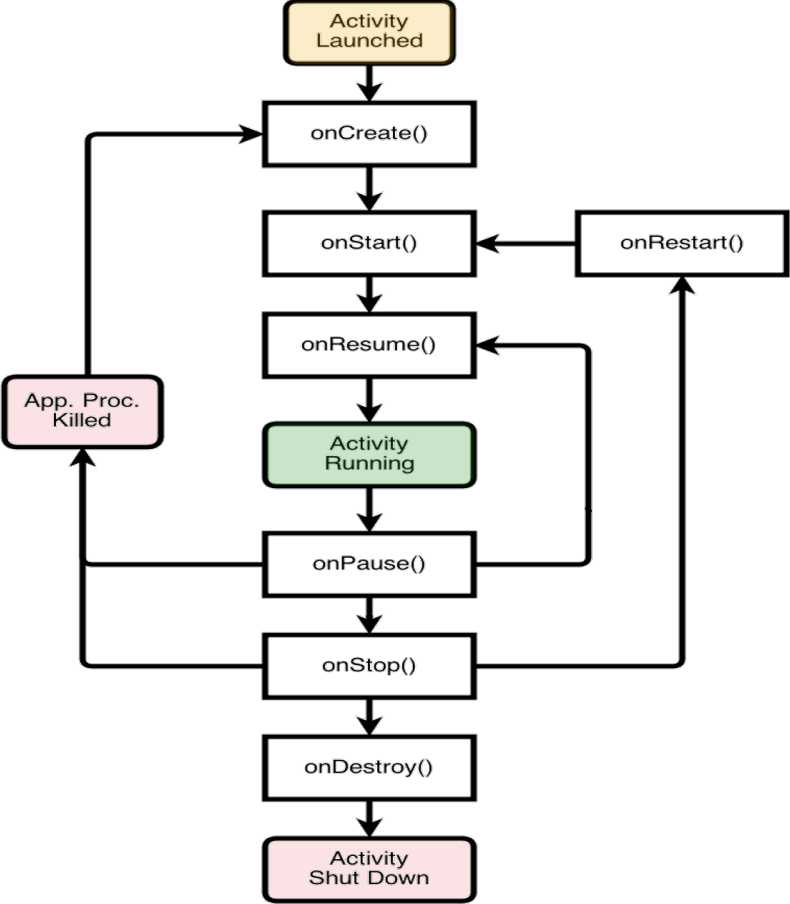 Activity
Launched
onCreate()
onStart()
onRestart()
onResume()
App. Proc.
Killed
Activity
Running
onPause()
onStop()
onDestroy()
Activity
Shut Down